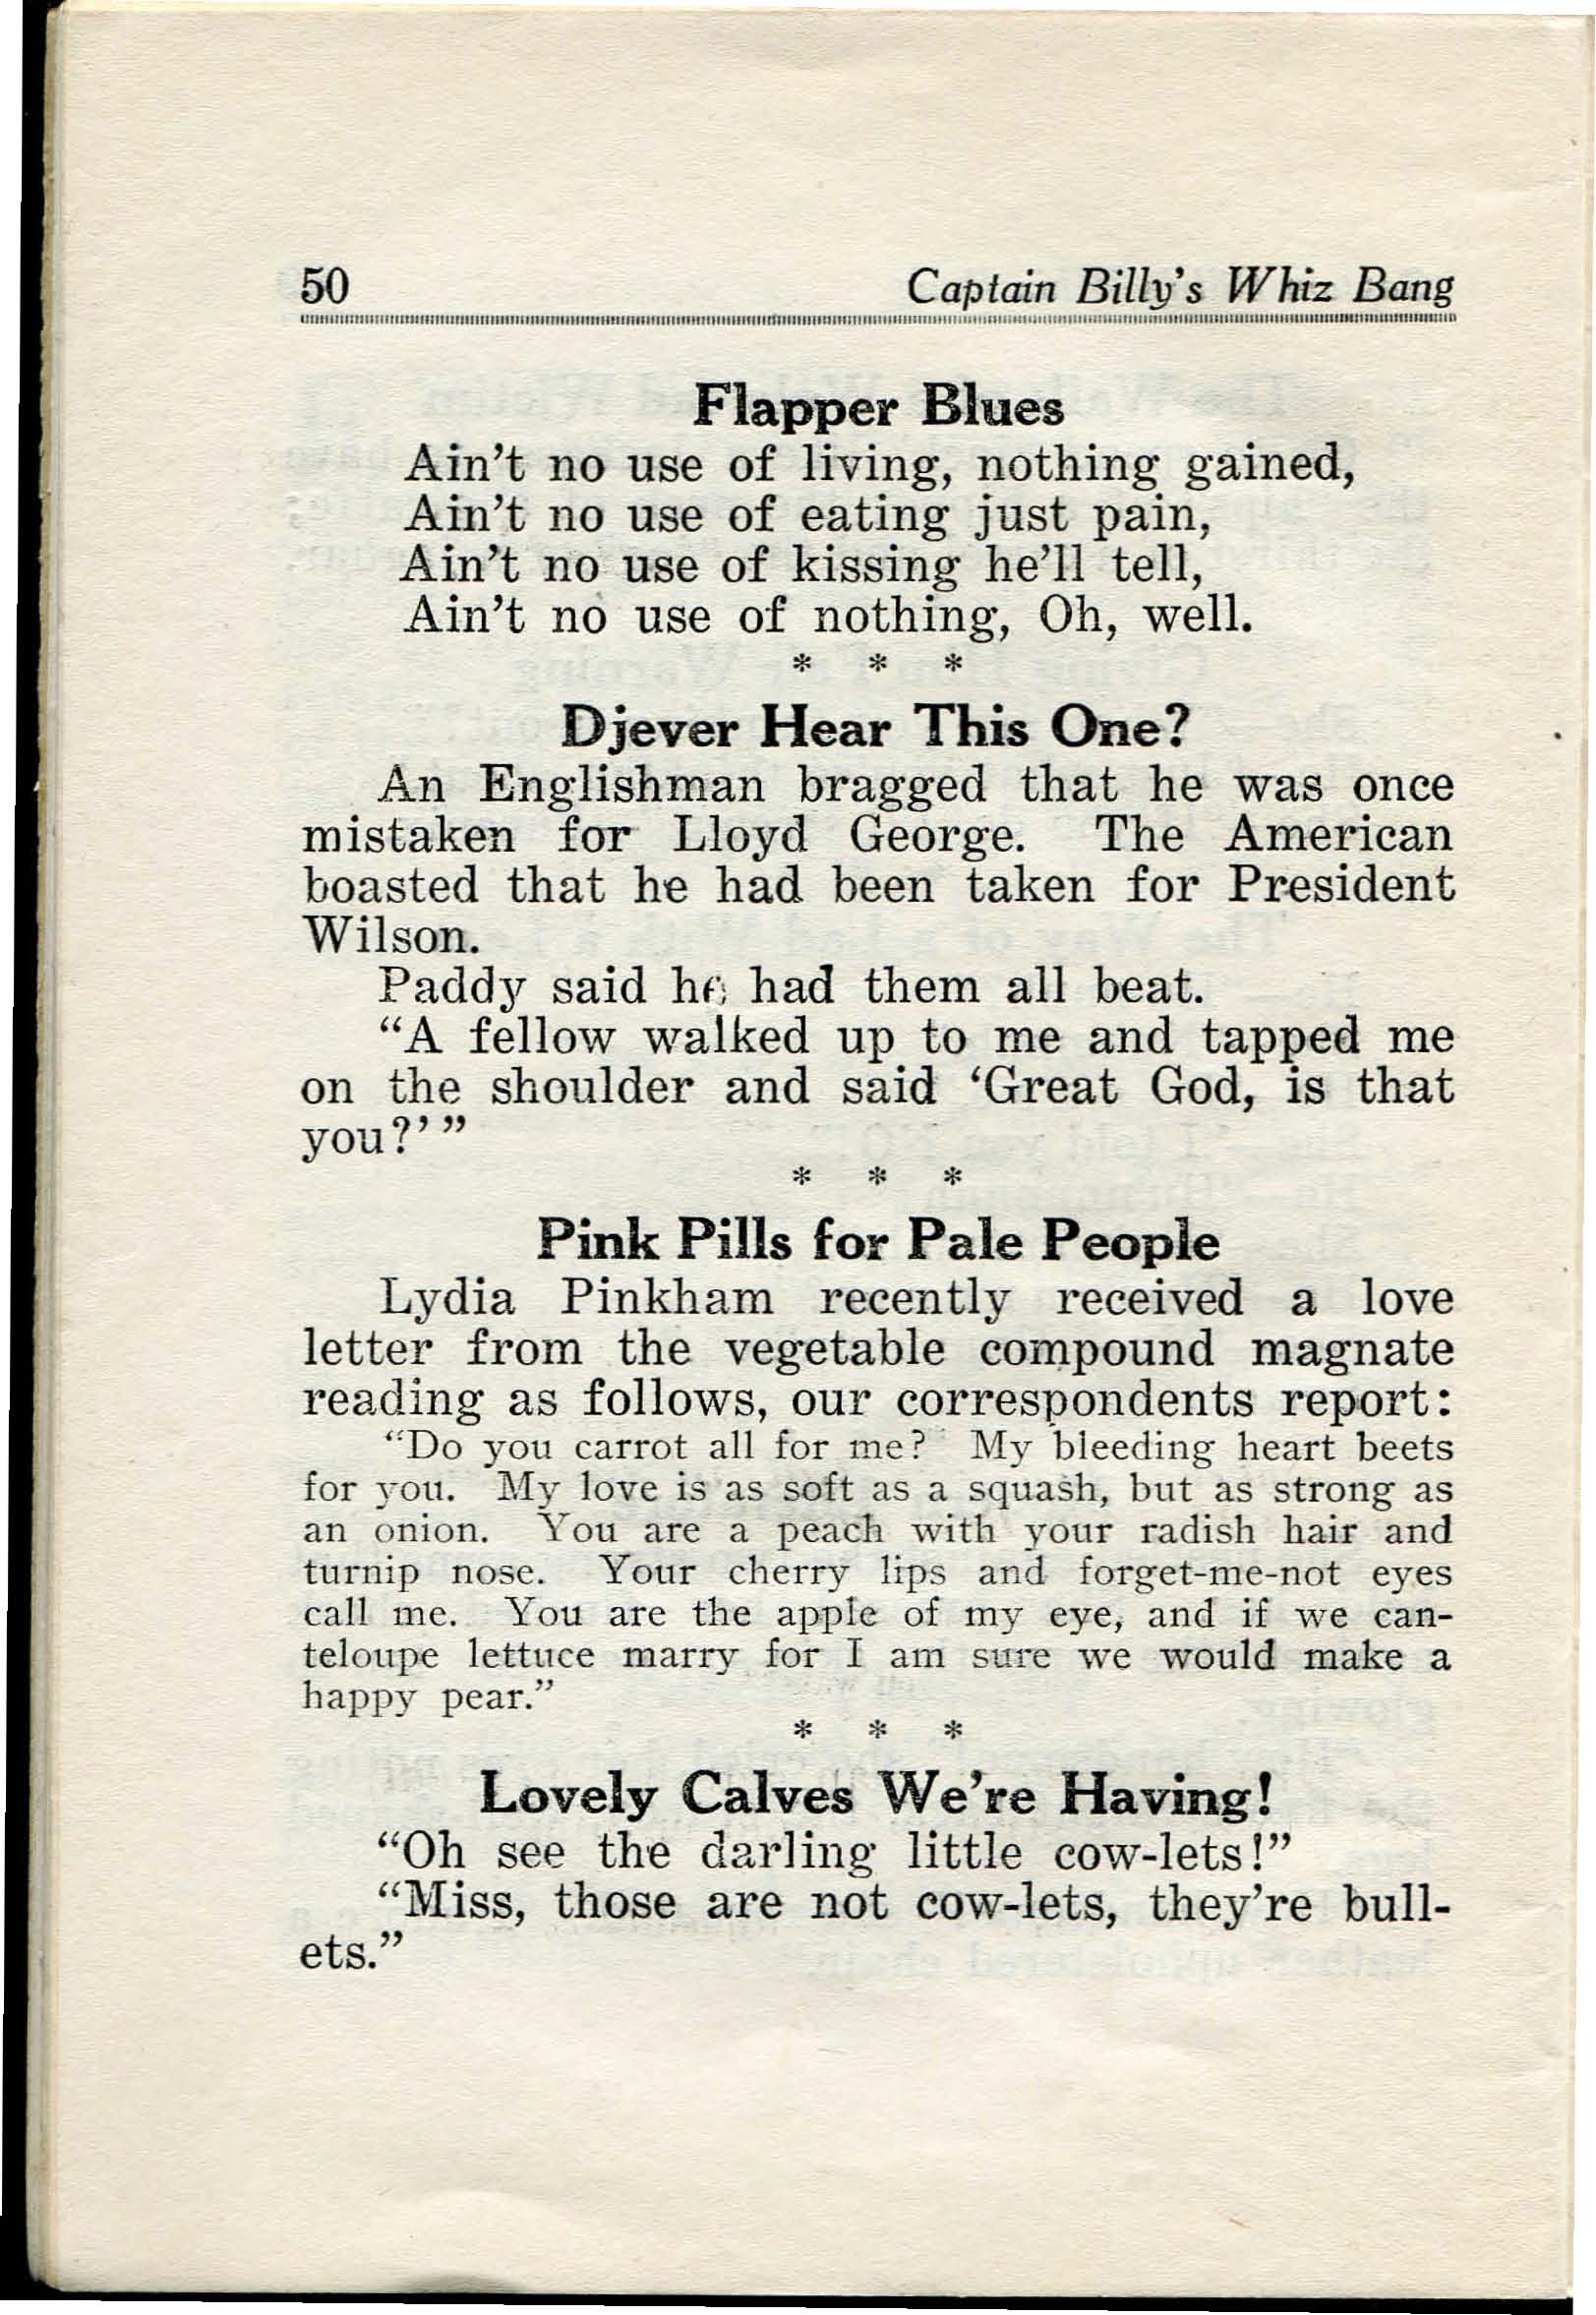 50 Captain Billy's Whiz Bang
Flapper Blues
Ain't no use of living, nothing gained,
Ain't no use of eating just pain,
Ain't no use of kissing he'll tell,
Ain't no use of nothing, Oh, well.
* * *
Djever Hear This One?
An Englishman bragged that he was once
mistaken for Lloyd George. The American
boasted that he had been taken for President
Wilson.
Paddy said he had them all beat.
“A fellow walked up to me and tapped me
on the shoulder and said ‘Great God, is that
you?’”
* * *
Pink Pills for Pale People
Lydia Pinkham recently received a love
letter from the vegetable compound magnate
reading as follows, our correspondents report:
“Do you carrot all for me? My bleeding heart beets
for you. My love is as soft as a squash, but as strong as
an onion. You are a peach with your radish hair and
turnip nose. Your cherry lips and forget-me-not eyes
call me. You are the apple of my eye, and if we can-
teloupe lettuce marry for I am sure we would make a
happy pear.”
* * *
Lovely Calves We're Having!
“Oh see the darling little cow-lets!”
“Miss, those are not cow-lets, they're bull-
ets.”